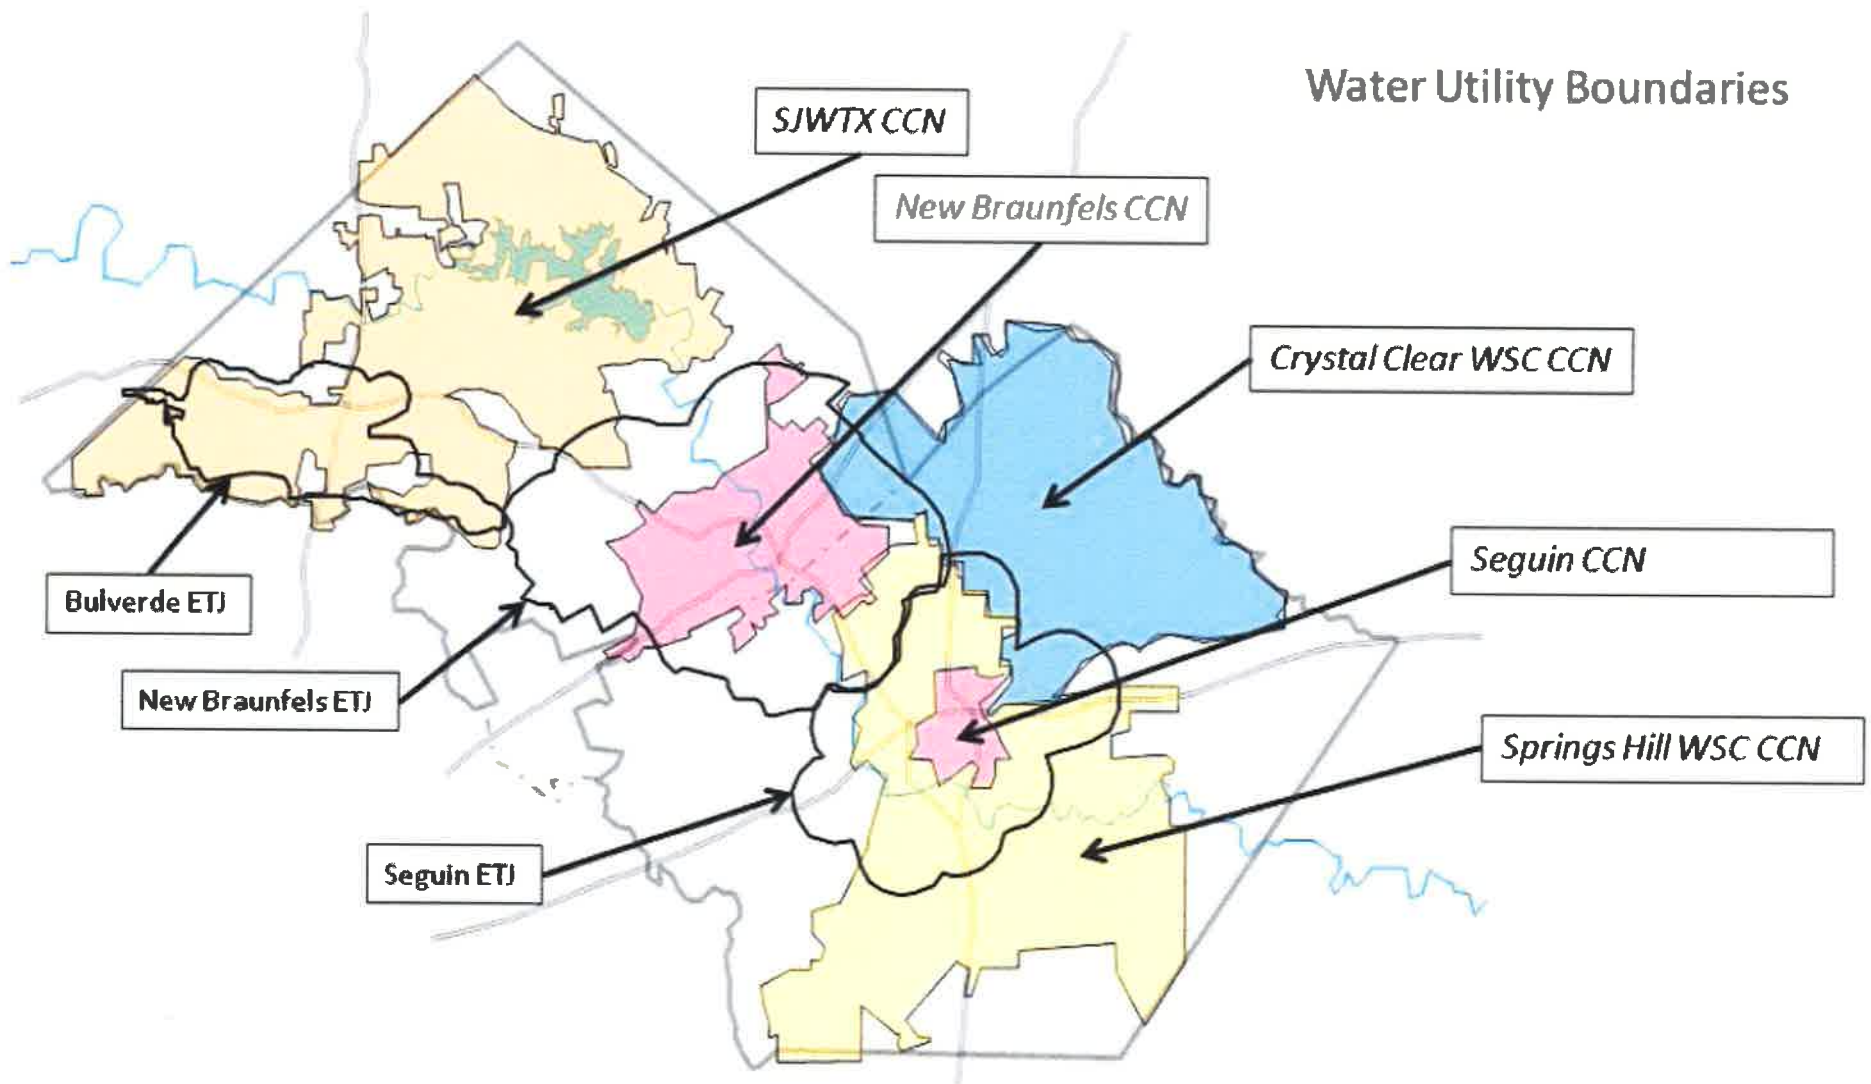 Water Utility Boundaries
SJWTX CCN
New Braunfels CCN
Crystal Clear WSC CCN
Seguin CCN
Bulverde ETJ
New Braunfels ETJ
Springs Hill WSC CCN
Seguin ETJ